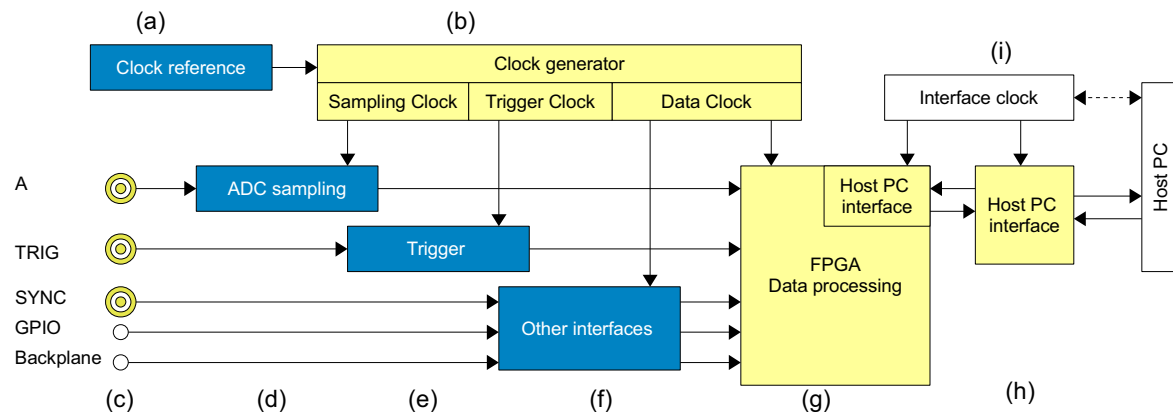 (a)
(b)
(i)
Clock reference
Clock generator
Sampling Clock
Trigger Clock
Data Clock
Interface clock
Host PC
A
ADC sampling
Host PC
interface
Host PC
interface
TRIG
Trigger
FPGA
Data processing
SYNC
GPIO
Other interfaces
Backplane
(c)
(d)
(e)
(f)
(g)
(h)